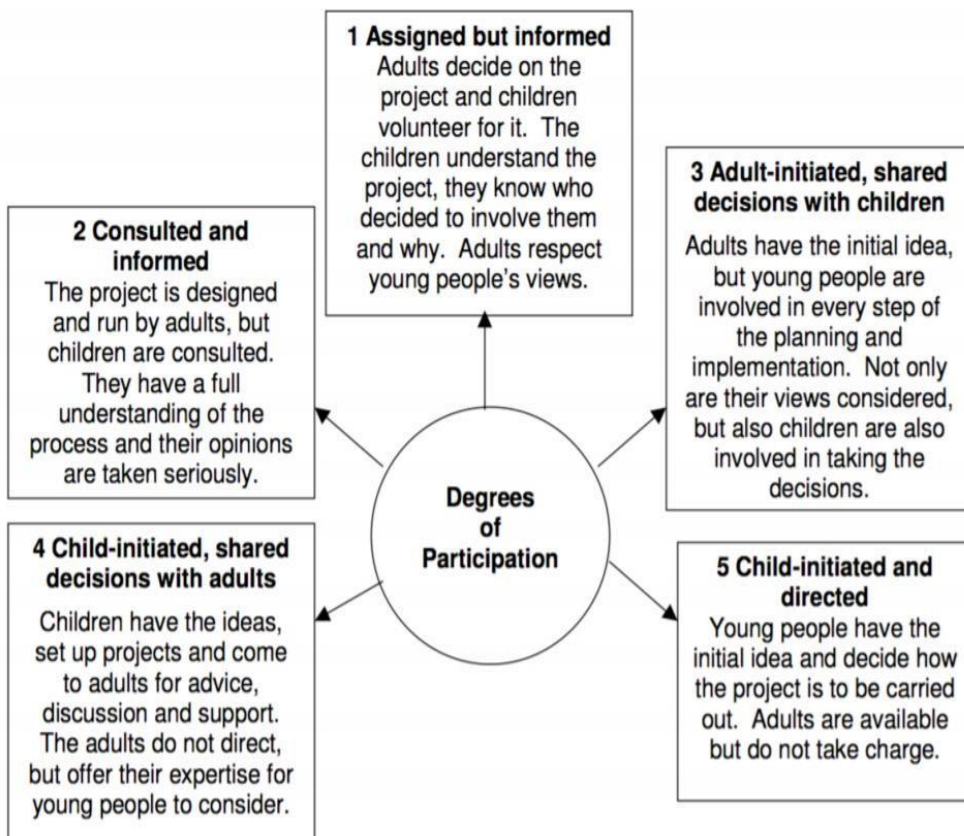 1 Assigned but informed
Adults decide on the
project and children
volunteer for it. The
children understand the
project, they know who
decided to involve them
and why. Adults respect
young people's views.
2 Consulted and
informed
The project is designed
and run by adults, but
children are consulted.
They have a full
understanding of the
process and their opinions
are taken seriously.
3 Adult-initiated, shared
decisions with children
Adults have the initial idea,
but young people are
involved in every step of
the planning and
implementation. Not only
are their views considered,
but also children are also
involved in taking the
decisions.
Degrees
of
Participation
4 Child-initiated, shared
decisions with adults
Children have the ideas,
set up projects and come
to adults for advice,
discussion and support.
The adults do not direct,
but offer their expertise for
young people to consider.
5 Child-initiated and
directed
Young people have the
initial idea and decide how
the project is to be carried
out. Adults are available
but do not take charge.